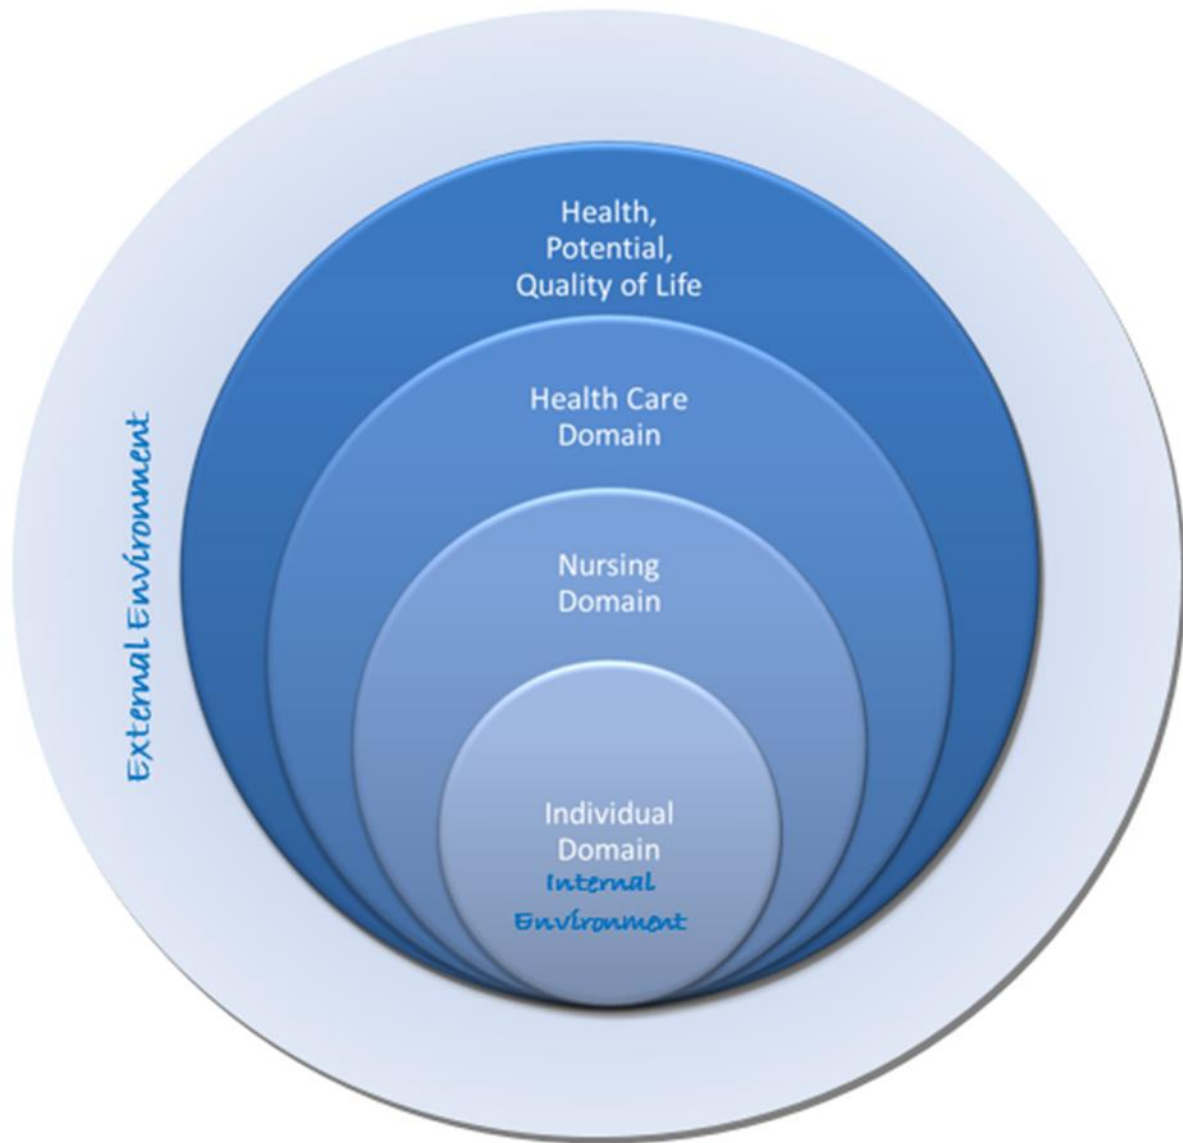 Health,
Potential,
Quality of Life
Health Care
Domain
Nursing
Domain
External Environment
Individual
Domain
Internal
Environment